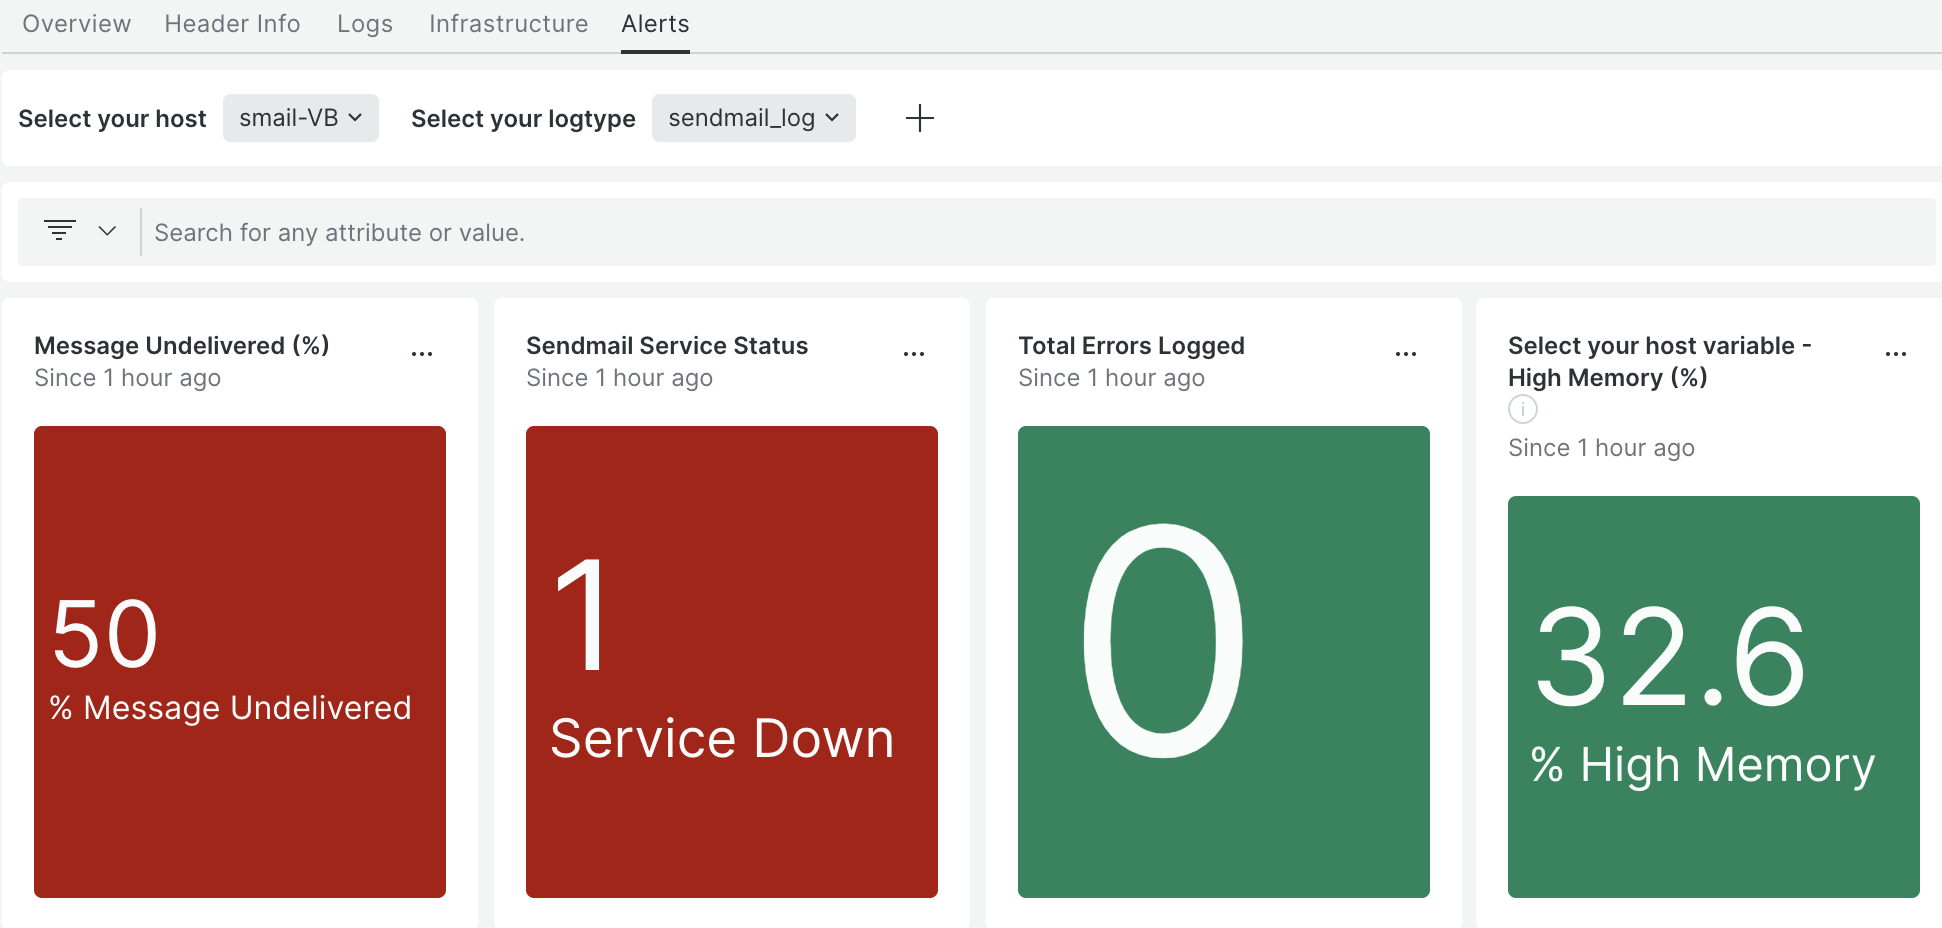 Overview Header Info Logs Infrastructure Alerts
Select your host smail-VB Select your logtype sendmail_log
Search for any attribute or value.
Message Undelivered (%)
Since 1 hour ago
50
% Message Undelivered
Sendmail Service Status
Since 1 hour ago
1
Service Down
Total Errors Logged
Since 1 hour ago
0
Select your host variable -
High Memory (%)
i
Since 1 hour ago
32.6
% High Memory